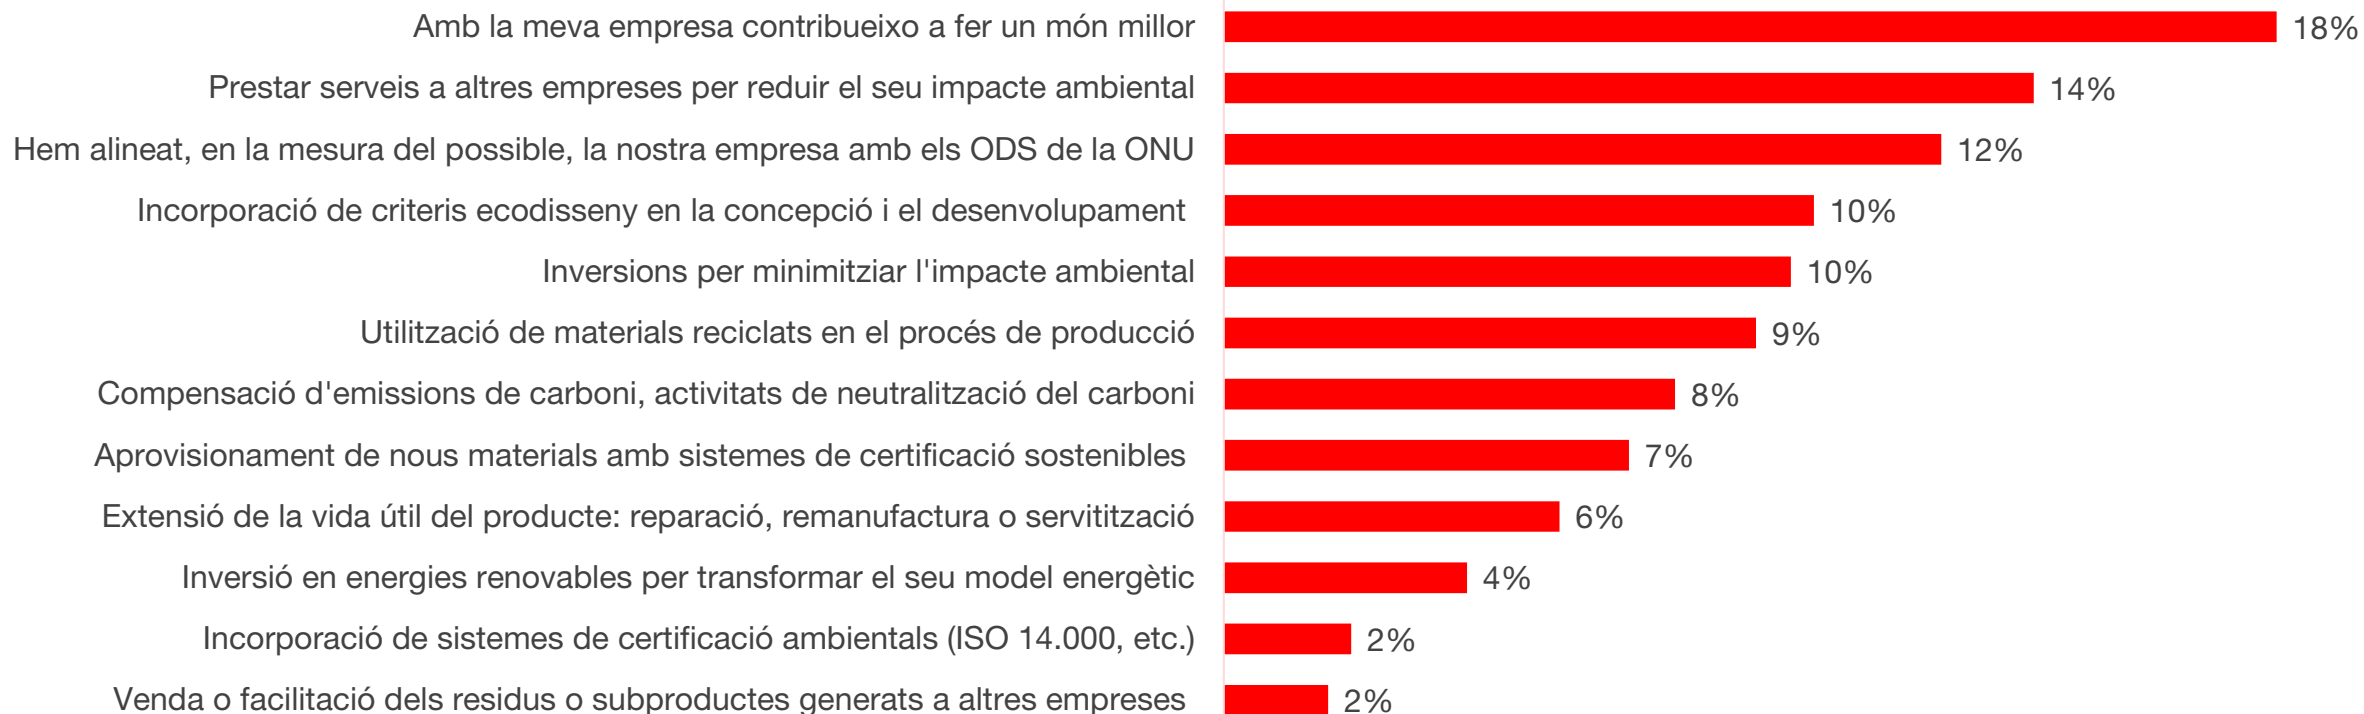 Amb la meva empresa contribueixo a fer un món millor 18%
Prestar serveis a altres empreses per reduir el seu impacte ambiental 14%
Hem alineat, en la mesura del possible, la nostra empresa amb els ODS de la ONU 12%
Incorporació de criteris ecodisseny en la concepció i el desenvolupament 10%
Inversions per minimitziar l'impacte ambiental 10%
Utilització de materials reciclats en el procés de producció 9%
Compensació d'emissions de carboni, activitats de neutralització del carboni 8%
Aprovisionament de nous materials amb sistemes de certificació sostenibles 7%
Extensió de la vida útil del producte: reparació, remanufactura o servitització 6%
Inversió en energies renovables per transformar el seu model energètic 4%
Incorporació de sistemes de certificació ambientals (ISO 14.000, etc.) 2%
Venda o facilitació dels residus o subproductes generats a altres empreses 2%